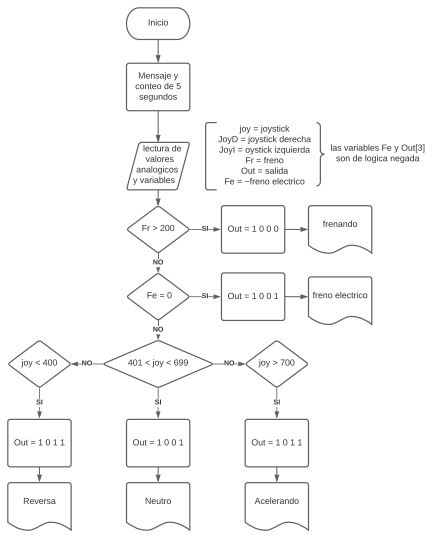 Inicio
Mensaje y
conteo de 5
segundos
lectura de
valores
analogicos
y variables
joy = joystick
JoyD = joystick derecha
JoyI = oystick izquierda
Fr = freno
Out = salida
Fe = ~freno electrico
las variables Fe y Out[3]
son de logica negada
Fr > 200
SI
Out = 1 0 0 0
frenando
NO
Fe = 0
SI
Out = 1 0 0 1
freno electrico
NO
joy < 400
NO
401 < joy < 699
NO
joy > 700
SI
SI
SI
Out = 1 0 1 1
Out = 1 0 0 1
Out = 1 0 1 1
Reversa
Neutro
Acelerando